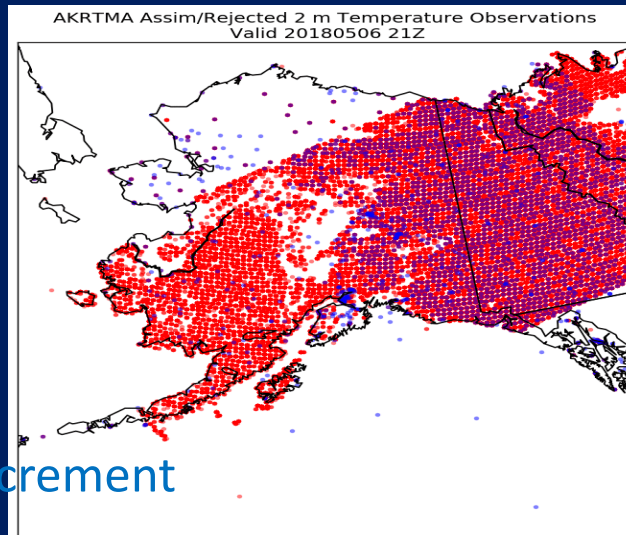 AKRTMA Assim/Rejected 2 m Temperature Observations
Valid 20180506 21Z
crement